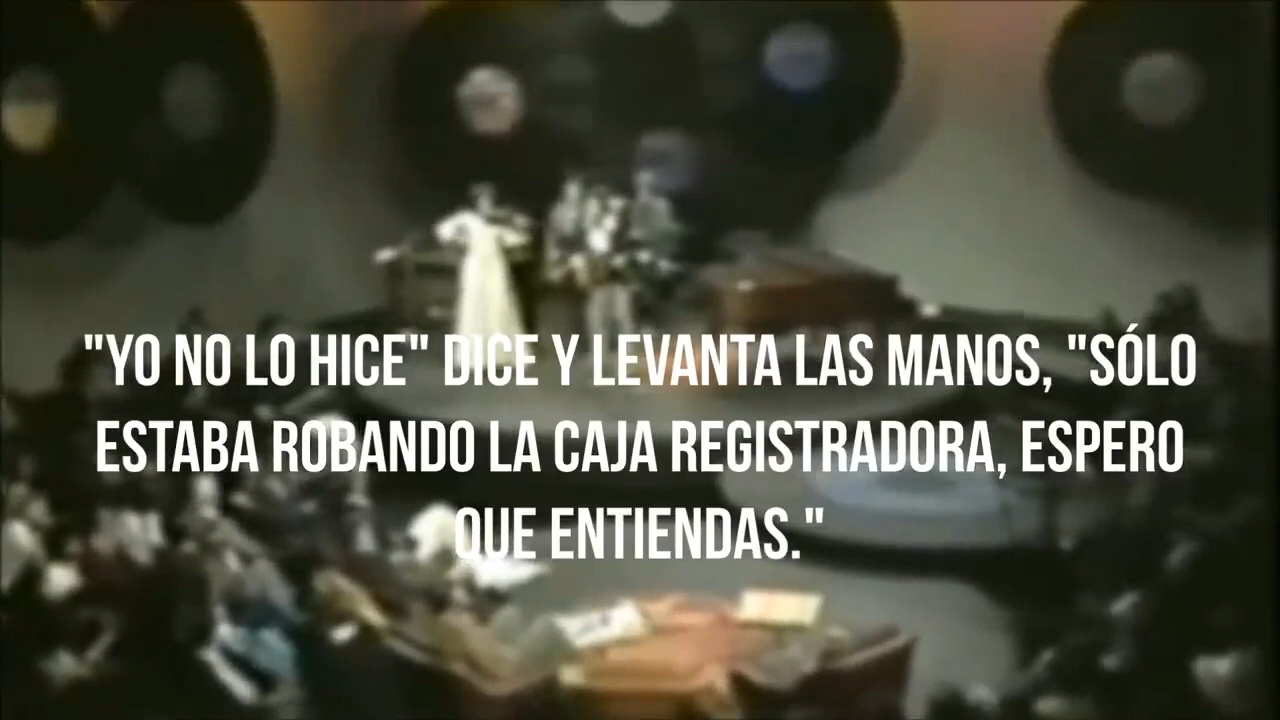 "YO NO LO HICE" DICE Y LEVANTA LAS MANOS, "SÓLO
ESTABA ROBANDO LA CAJA REGISTRADORA, ESPERO
QUE ENTIENDAS."